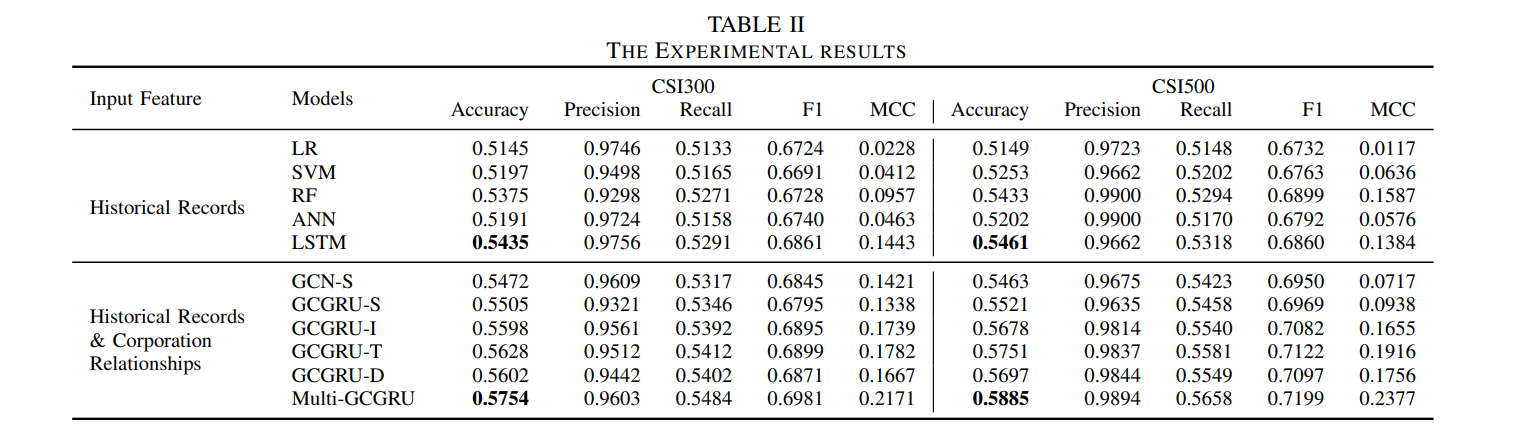 TABLE II
THE EXPERIMENTAL RESULTS
Input Feature Models CSI300 CSI500
Accuracy Precision Recall F1 MCC Accuracy Precision Recall F1 MCC
Historical Records
LR 0.5145 0.9746 0.5133 0.6724 0.0228 0.5149 0.9723 0.5148 0.6732 0.0117
SVM 0.5197 0.9498 0.5165 0.6691 0.0412 0.5253 0.9662 0.5202 0.6763 0.0636
RF 0.5375 0.9298 0.5271 0.6728 0.0957 0.5433 0.9900 0.5294 0.6899 0.1587
ANN 0.5191 0.9724 0.5158 0.6740 0.0463 0.5202 0.9900 0.5170 0.6792 0.0576
LSTM 0.5435 0.9756 0.5291 0.6861 0.1443 0.5461 0.9662 0.5318 0.6860 0.1384
Historical Records
& Corporation
Relationships
GCN-S 0.5472 0.9609 0.5317 0.6845 0.1421 0.5463 0.9675 0.5423 0.6950 0.0717
GCGRU-S 0.5505 0.9321 0.5346 0.6795 0.1338 0.5521 0.9635 0.5458 0.6969 0.0938
GCGRU-I 0.5598 0.9561 0.5392 0.6895 0.1739 0.5678 0.9814 0.5540 0.7082 0.1655
GCGRU-T 0.5628 0.9512 0.5412 0.6899 0.1782 0.5751 0.9837 0.5581 0.7122 0.1916
GCGRU-D 0.5602 0.9442 0.5402 0.6871 0.1667 0.5697 0.9844 0.5549 0.7097 0.1756
Multi-GCGRU 0.5754 0.9603 0.5484 0.6981 0.2171 0.5885 0.9894 0.5658 0.7199 0.2377